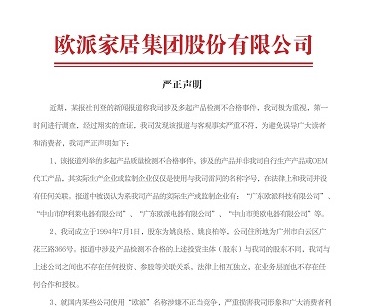 欧派家居集团股份有限公司
严正声明
近期，某报社刊登的新闻报道称我司涉及多起产品检测不合格事件，我司极为重视，第一
时间进行调查，经过翔实的查证，我司发现该报道与客观事实严重不符，为避免误导广大读者
和消费者，我司严正声明如下：
1、该报道列举的多起产品质量检测不合格事件，涉及的产品并非我司自行生产产品或OEM
代工产品，其实际生产企业或监制企业仅仅是使用与我司雷同的名称字号，在法律上和我司并没
有任何关联。报道中被误认为系我司产品的实际生产或监制企业有：“广东欧派科技有限公司”、
“中山市伊利莱电器有限公司”、“广东欧派电器有限公司”、“中山市美欧电器有限公司”等。
2、我司成立于1994年7月1日，股东为姚良松、姚良柏等，公司住所地为广州市白云区广
花三路366号。报道中涉及产品检测不合格的上述投资主体（股东）与我司的股东不同，我司与
上述公司之间也不存在任何投资、参股等关联关系。法律上相互独立，在业务层面也不存在任
何合作和授权。
3、就国内某些公司使用“欧派”名称涉嫌不正当竞争，严重损害我司形象和广大消费者利